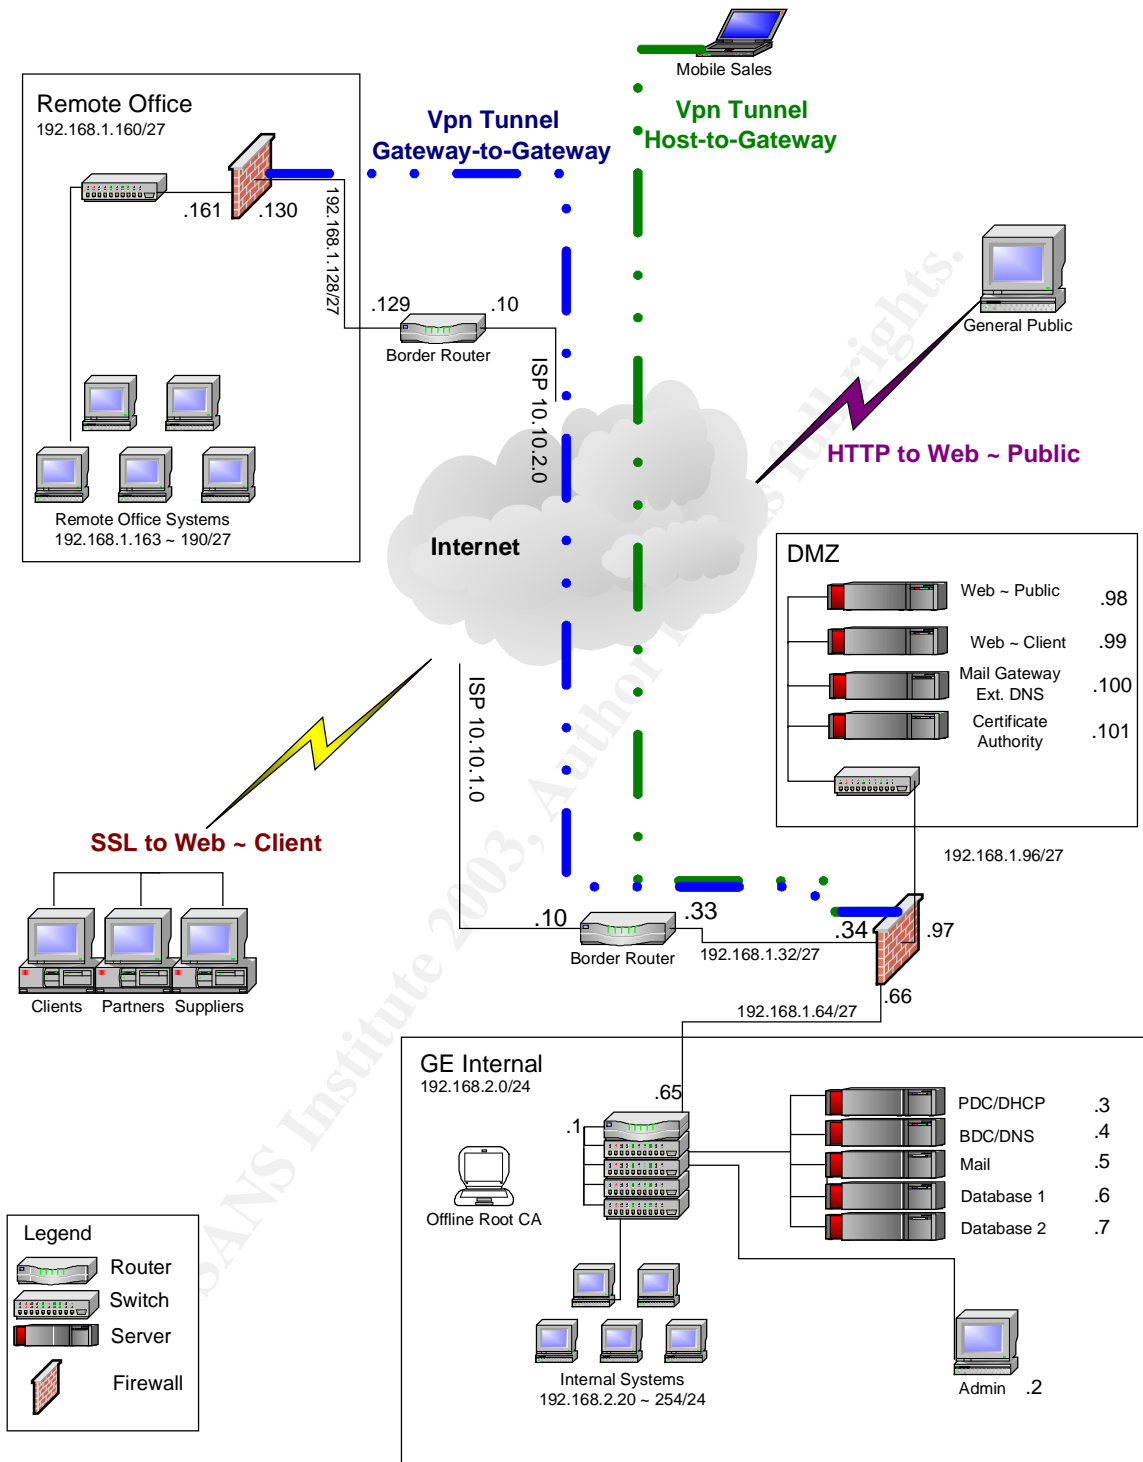 Mobile Sales
Remote Office
192.168.1.160/27
Vpn Tunnel
Gateway-to-Gateway
Vpn Tunnel
Host-to-Gateway
.161
.130
192.168.1.128/27
.129
.10
Border Router
ISP 10.10.2.0
General Public
HTTP to Web ~ Public
Remote Office Systems
192.168.1.163 ~ 190/27
Internet
DMZ
Web ~ Public
.98
Web ~ Client
.99
Mail Gateway
Ext. DNS
.100
Certificate
Authority
.101
ISP 10.10.1.0
SSL to Web ~ Client
192.168.1.96/27
.10
.33
.34
.97
Border Router
192.168.1.32/27
.66
192.168.1.64/27
Clients
Partners
Suppliers
GE Internal
192.168.2.0/24
.65
.1
Offline Root CA
PDC/DHCP
.3
BDC/DNS
.4
Mail
.5
Database 1
.6
Database 2
.7
Legend
Router
Switch
Server
Firewall
Internal Systems
192.168.2.20 ~ 254/24
Admin
.2
SANS Institute 2003, Author
full rights.